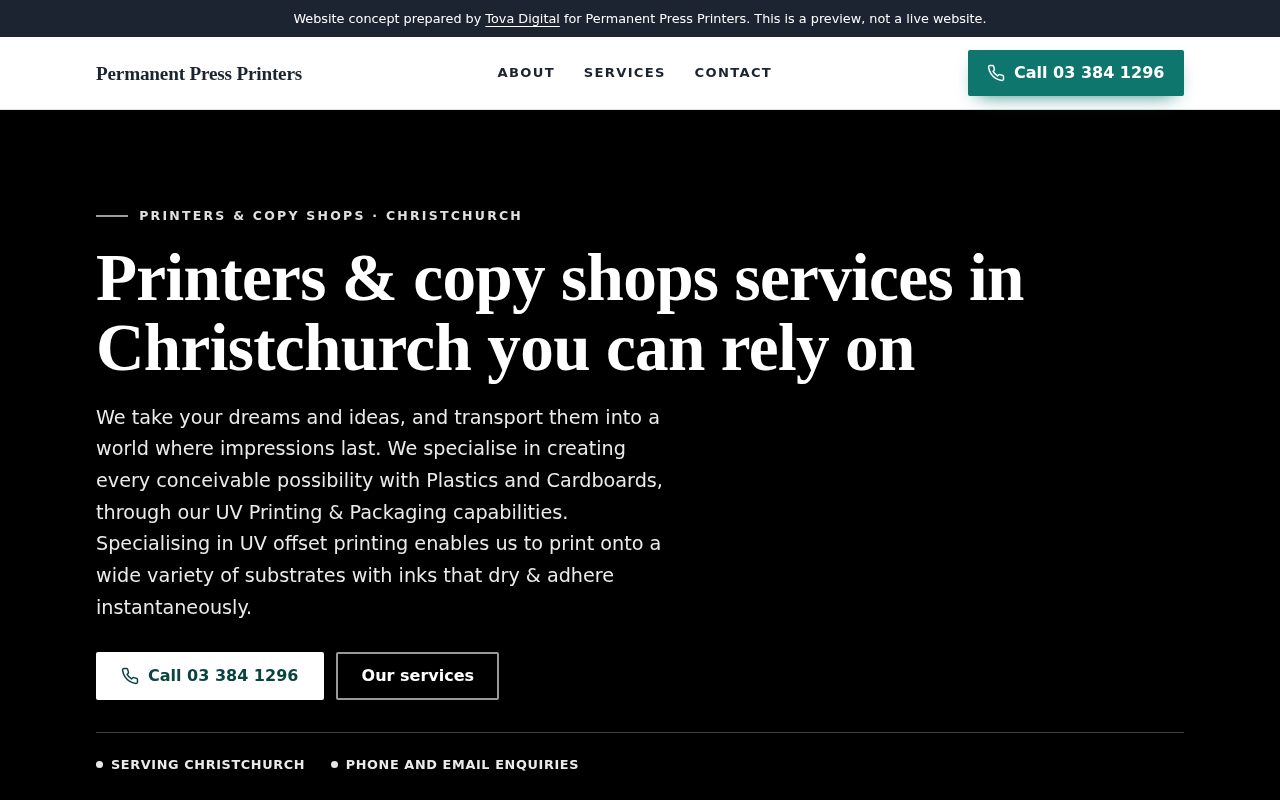 Website concept prepared by Tova Digital for Permanent Press Printers. This is a preview, not a live website.
Permanent Press Printers
ABOUT
SERVICES
CONTACT
Call 03 384 1296
PRINTERS & COPY SHOPS · CHRISTCHURCH
Printers & copy shops services in
Christchurch you can rely on
We take your dreams and ideas, and transport them into a
world where impressions last. We specialise in creating
every conceivable possibility with Plastics and Cardboards,
through our UV Printing & Packaging capabilities.
Specialising in UV offset printing enables us to print onto a
wide variety of substrates with inks that dry & adhere
instantaneously.
Call 03 384 1296
Our services
SERVING CHRISTCHURCH
PHONE AND EMAIL ENQUIRIES